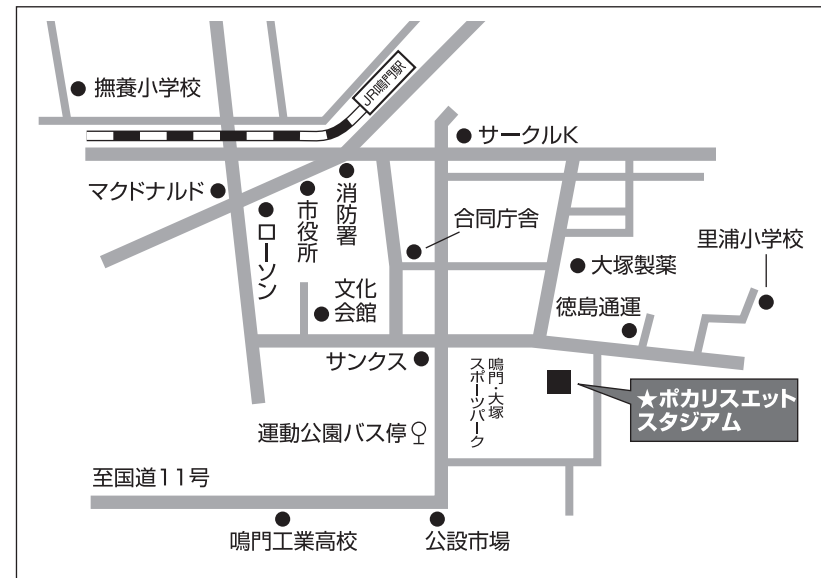 JR鳴門駅
撫養小学校
サークルK
マクドナルド
消防署
市役所
ローソン
合同庁舎
里浦小学校
大塚製薬
文化
会館
徳島通運
サンクス
鳴門・大塚
スポーツパーク
★ポカリスエット
スタジアム
運動公園バス停
至国道11号
鳴門工業高校
公設市場